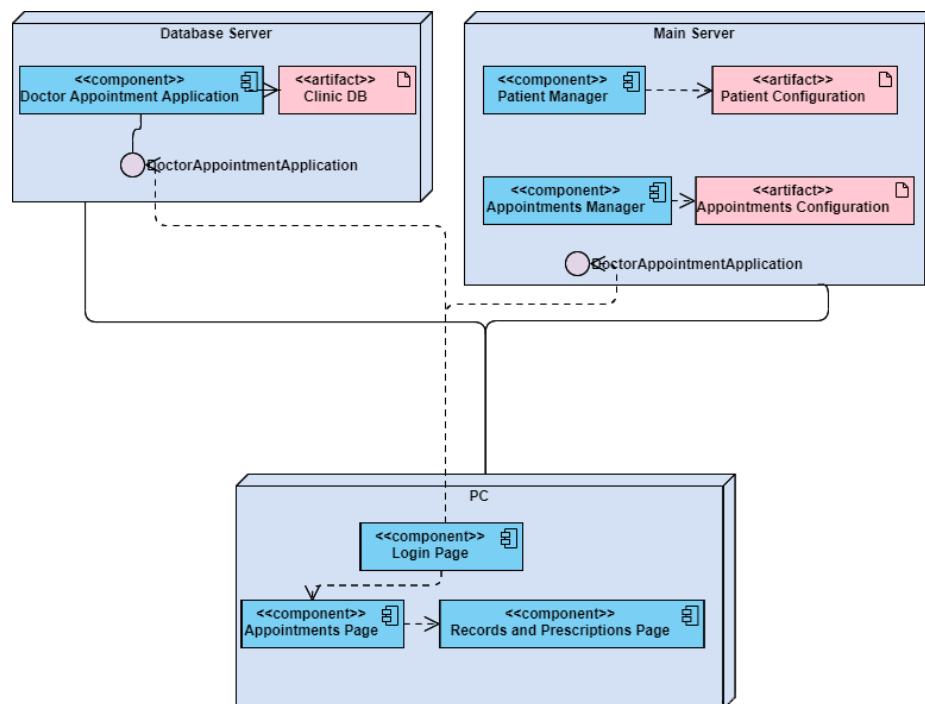 Database Server
<<component>>
Doctor Appointment Application
<<artifact>>
Clinic DB
DoctorAppointmentApplication
Main Server
<<component>>
Patient Manager
<<artifact>>
Patient Configuration
<<component>>
Appointments Manager
<<artifact>>
Appointments Configuration
DoctorAppointmentApplication
PC
<<component>>
Login Page
<<component>>
Appointments Page
<<component>>
Records and Prescriptions Page